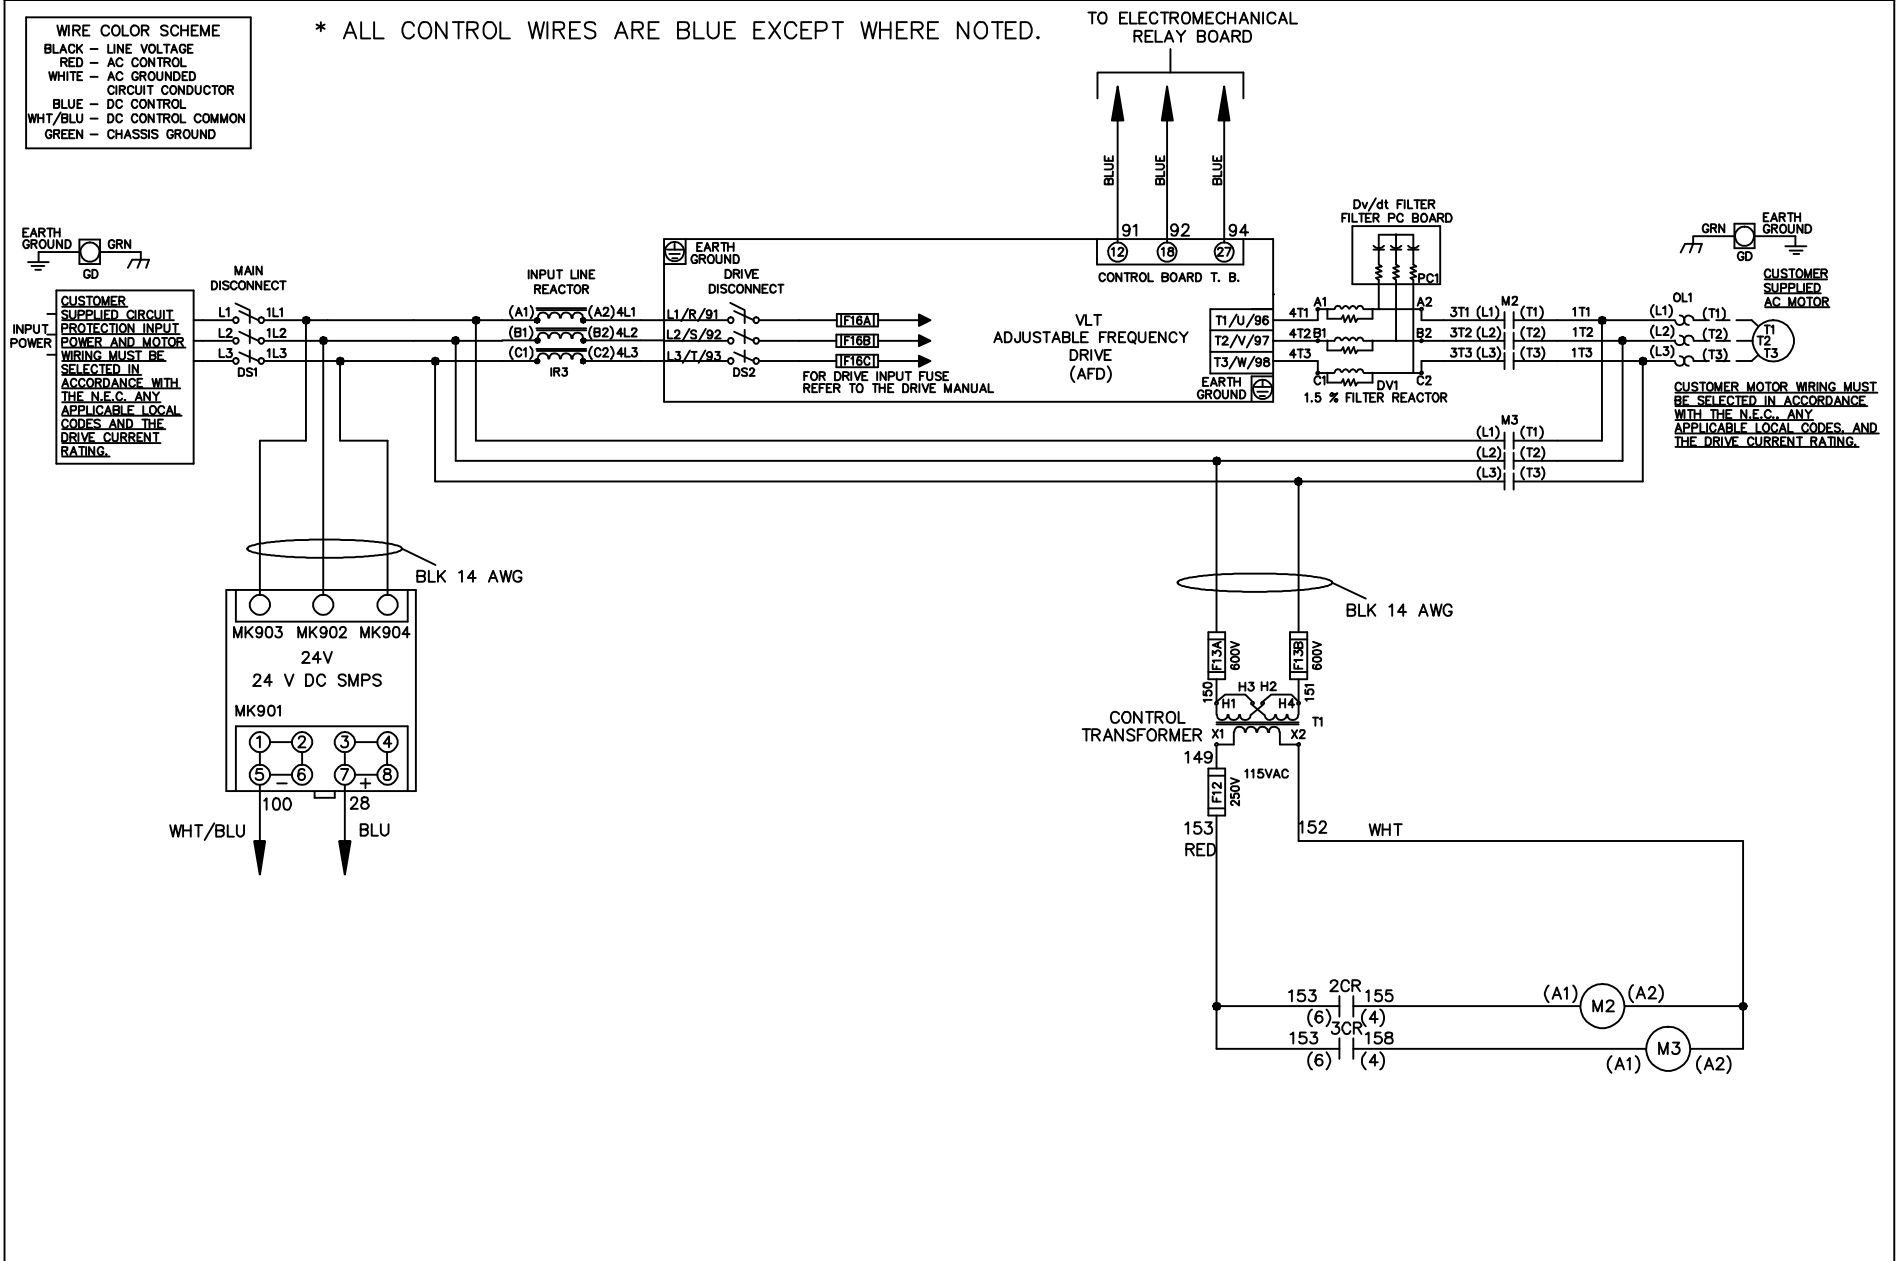 WIRE COLOR SCHEME
BLACK – LINE VOLTAGE
RED – AC CONTROL
WHITE – AC GROUNDED
CIRCUIT CONDUCTOR
BLUE – DC CONTROL
WHT/BLU – DC CONTROL COMMON
GREEN – CHASSIS GROUND
* ALL CONTROL WIRES ARE BLUE EXCEPT WHERE NOTED.
TO ELECTROMECHANICAL
RELAY BOARD
BLUE
BLUE
BLUE
91 92 94
12 18 27
CONTROL BOARD T. B.
EARTH
GROUND
GRN
GD
INPUT
POWER
CUSTOMER
SUPPLIED CIRCUIT
PROTECTION INPUT
POWER AND MOTOR
WIRING MUST BE
SELECTED IN
ACCORDANCE WITH
THE N.E.C. ANY
APPLICABLE LOCAL
CODES AND THE
DRIVE CURRENT
RATING.
MAIN
DISCONNECT
L1 1L1
L2 1L2
L3 1L3
DS1
INPUT LINE
REACTOR
(A1) (A2) 4L1
(B1) (B2) 4L2
(C1) (C2) 4L3
IR3
EARTH
GROUND
DRIVE
DISCONNECT
L1/R/91
L2/S/92
L3/T/93
DS2
F16A
F16B
F16C
FOR DRIVE INPUT FUSE
REFER TO THE DRIVE MANUAL
VLT
ADJUSTABLE FREQUENCY
DRIVE
(AFD)
T1/U/96
T2/V/97
T3/W/98
EARTH
GROUND
4T1
4T2
4T3
Dv/dt FILTER
FILTER PC BOARD
PC1
A1 A2
B1 B2
C1 C2
DV1
1.5 % FILTER REACTOR
M2
3T1 (L1) (T1) 1T1
3T2 (L2) (T2) 1T2
3T3 (L3) (T3) 1T3
M3
(L1) (T1)
(L2) (T2)
(L3) (T3)
OL1
(L1) (T1)
(L2) (T2)
(L3) (T3)
T1
T2
T3
GRN
EARTH
GROUND
GD
CUSTOMER
SUPPLIED
AC MOTOR
CUSTOMER MOTOR WIRING MUST
BE SELECTED IN ACCORDANCE
WITH THE N.E.C., ANY
APPLICABLE LOCAL CODES, AND
THE DRIVE CURRENT RATING.
BLK 14 AWG
MK903 MK902 MK904
24V
24 V DC SMPS
MK901
1 2 3 4
5 6 7 8
– +
100 28
WHT/BLU BLU
BLK 14 AWG
F13A
600V
F13B
600V
150
151
H3 H2
H1 H4
T1
CONTROL
TRANSFORMER
X1 X2
149
115VAC
F12
250V
153
RED
152 WHT
2CR
153 155
(6) (4)
(A1) M2 (A2)
3CR
153 158
(6) (4)
(A1) M3 (A2)